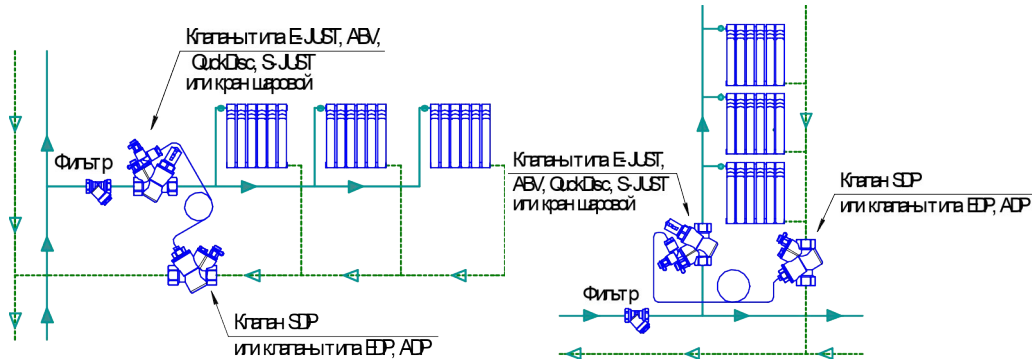 Клапаны типа E-JUST, ABV,
QuickDisc, S-JUST
или кран шаровой
Фильтр
Клапан SDP
или клапаны типа EDP, ADP
Клапаны типа E-JUST,
ABV, QuickDisc, S-JUST
или кран шаровой
Клапан SDP
или клапаны типа EDP, ADP
Фильтр